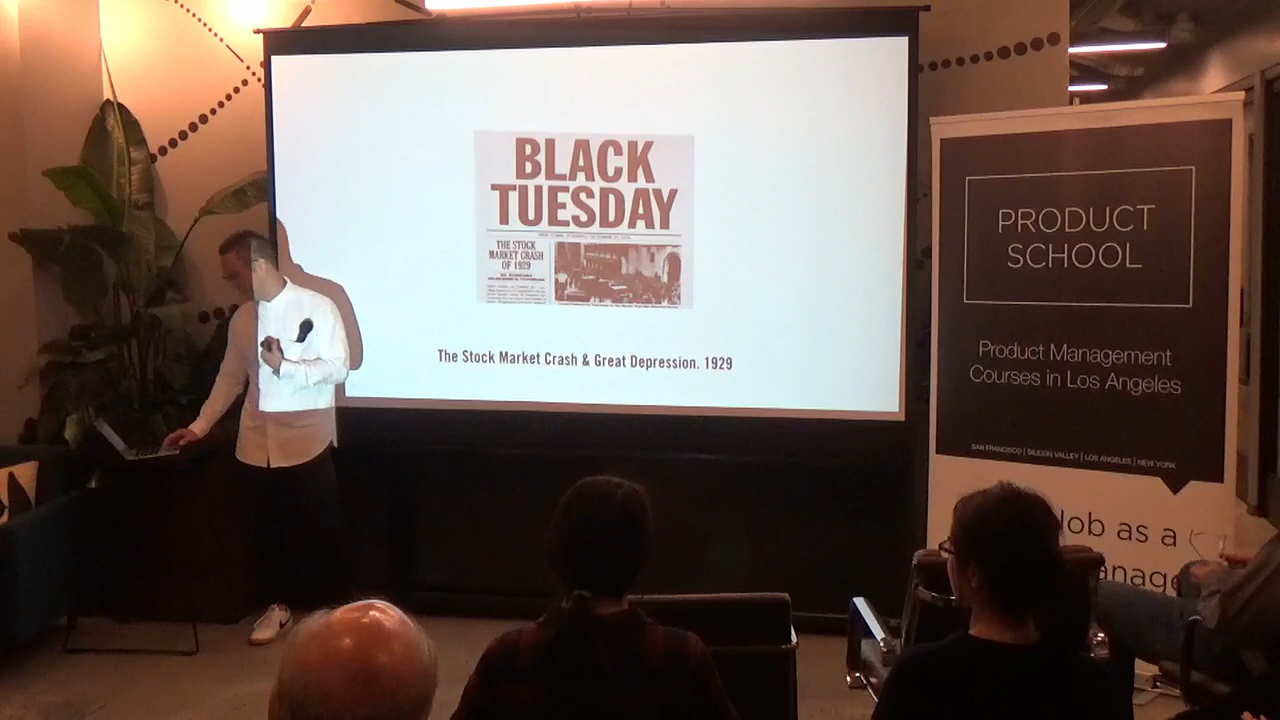 BLACK
TUESDAY
THE STOCK
MARKET CRASH
OF 1929
The Stock Market Crash & Great Depression. 1929
PRODUCT
SCHOOL
Product Management
Courses in Los Angeles
SAN FRANCISCO | SILICON VALLEY | LOS ANGELES | NEW YORK
Job as a